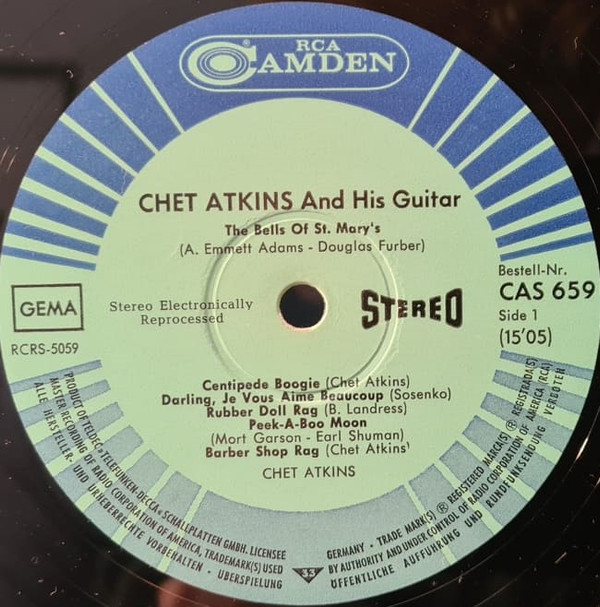 RCA
CAMDEN
CHET ATKINS And His Guitar
The Bells Of St. Mary's
(A. Emmett Adams - Douglas Furber)
GEMA
RCRS-5059
Stereo Electronically
Reprocessed
STEREO
Bestell-Nr.
CAS 659
Side 1
(15'05)
Centipede Boogie (Chet Atkins)
Darling, Je Vous Aime Beaucoup (Sosenko)
Rubber Doll Rag (B. Landress)
Peek-A-Boo Moon
(Mort Garson - Earl Shuman)
Barber Shop Rag (Chet Atkins)
CHET ATKINS
PRODUCT OF TELDEC »TELEFUNKEN-DECCA« SCHALLPLATTEN GMBH. LICENSEE
MASTER RECORDING OF RADIO CORPORATION OF AMERICA, TRADEMARK(S) USED
ALLE HERSTELLER- UND URHEBERRECHTE VORBEHALTEN · ÜBERSPIELUNG
33
GERMANY · TRADE MARK(S) ® REGISTERED MARCA(S) ® REGISTRADA(S)
BY AUTHORITY AND UNDER CONTROL OF RADIO CORPORATION OF AMERICA (RCA)
ÖFFENTLICHE AUFFÜHRUNG UND RUNDFUNKSENDUNG VERBOTEN